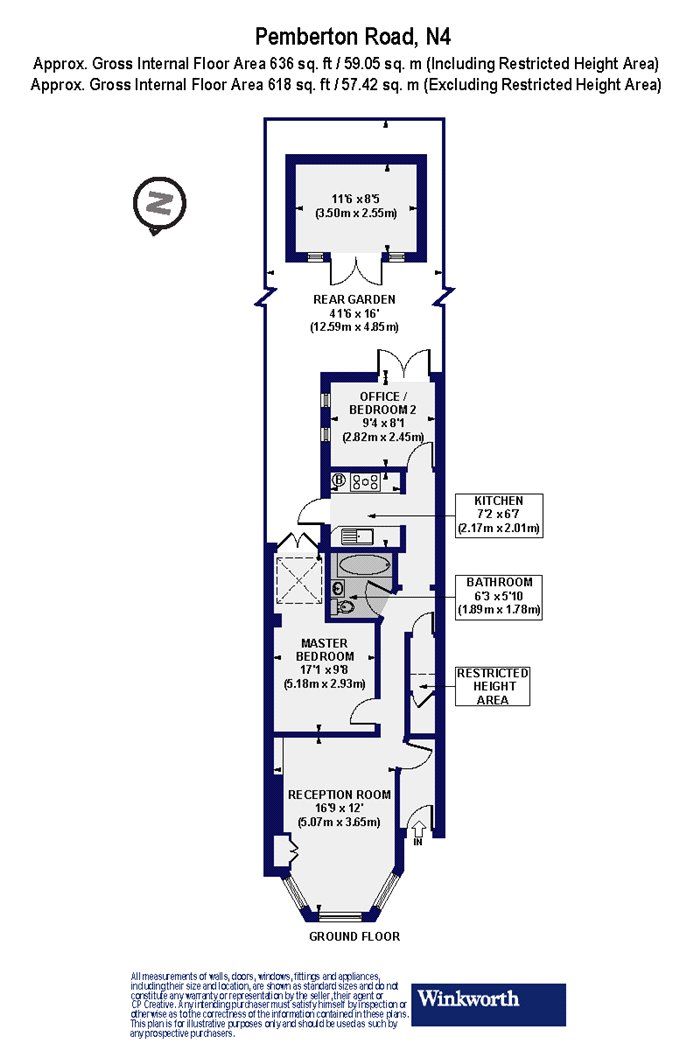 Pemberton Road, N4
Approx. Gross Internal Floor Area 636 sq. ft / 59.05 sq. m (Including Restricted Height Area)
Approx. Gross Internal Floor Area 618 sq. ft / 57.42 sq. m (Excluding Restricted Height Area)
N
11'6 x 8'5
(3.50m x 2.55m)
REAR GARDEN
41'6 x 16'
(12.59m x 4.85m)
OFFICE /
BEDROOM 2
9'4 x 8'1
(2.82m x 2.45m)
B
KITCHEN
7'2 x 6'7
(2.17m x 2.01m)
BATHROOM
6'3 x 5'10
(1.89m x 1.78m)
MASTER
BEDROOM
17'1 x 9'8
(5.18m x 2.93m)
RESTRICTED
HEIGHT
AREA
RECEPTION ROOM
16'9 x 12'
(5.07m x 3.65m)
IN
GROUND FLOOR
All measurements of walls, doors, windows, fittings and appliances,
including their size and location, are shown as standard sizes and do not
constitute any warranty or representation by the seller, their agent or
CP Creative. Any intending purchaser must satisfy himself by inspection or
otherwise as to the correctness of the information contained in these plans.
This plan is for illustrative purposes only and should be used as such by
any prospective purchasers.
Winkworth